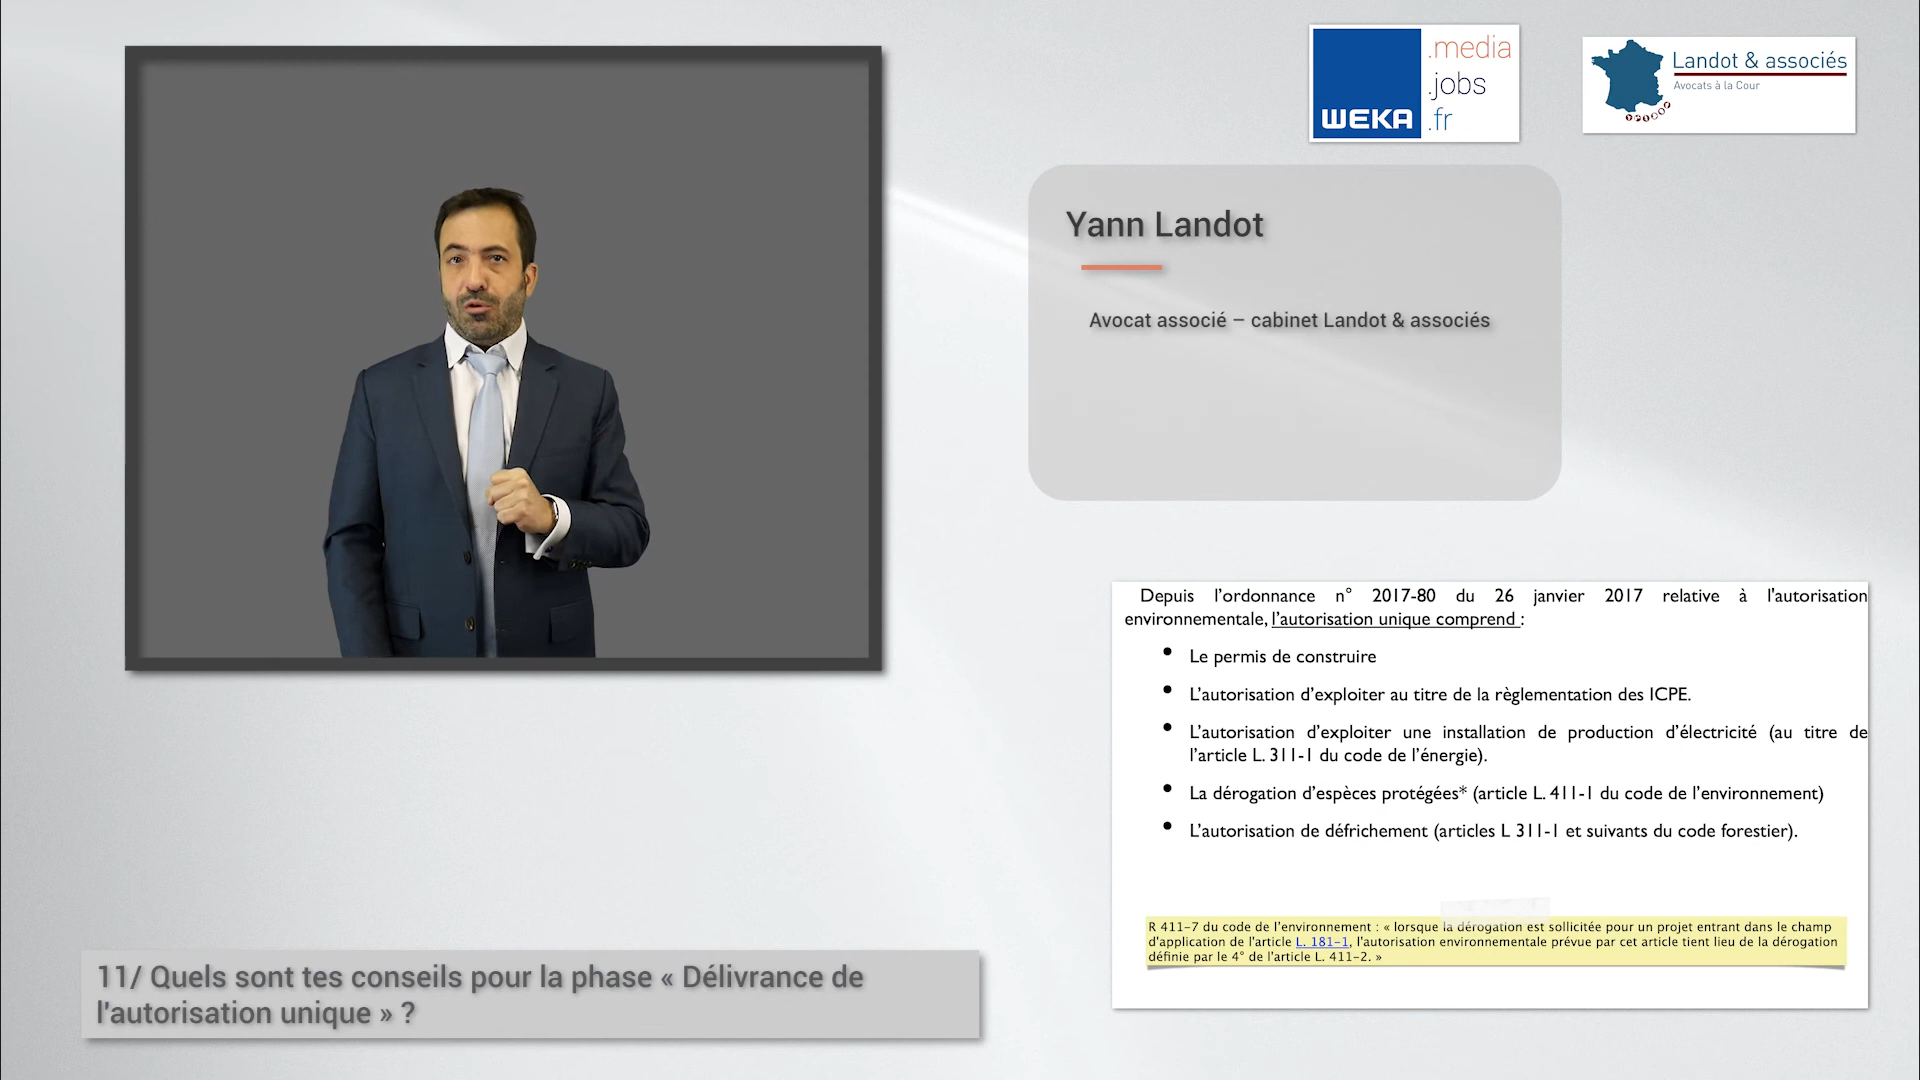 WEKA
.media
.jobs
.fr
Landot & associés
Avocats à la Cour
Yann Landot
Avocat associé – cabinet Landot & associés
Depuis l’ordonnance n° 2017-80 du 26 janvier 2017 relative à l'autorisation
environnementale, l’autorisation unique comprend :
• Le permis de construire
• L’autorisation d’exploiter au titre de la règlementation des ICPE.
• L’autorisation d’exploiter une installation de production d’électricité (au titre de
l’article L. 311-1 du code de l’énergie).
• La dérogation d’espèces protégées* (article L. 411-1 du code de l’environnement)
• L’autorisation de défrichement (articles L 311-1 et suivants du code forestier).
R 411-7 du code de l’environnement : « lorsque la dérogation est sollicitée pour un projet entrant dans le champ
d'application de l'article L. 181-1, l'autorisation environnementale prévue par cet article tient lieu de la dérogation
définie par le 4° de l'article L. 411-2. »
11/ Quels sont tes conseils pour la phase « Délivrance de
l'autorisation unique » ?